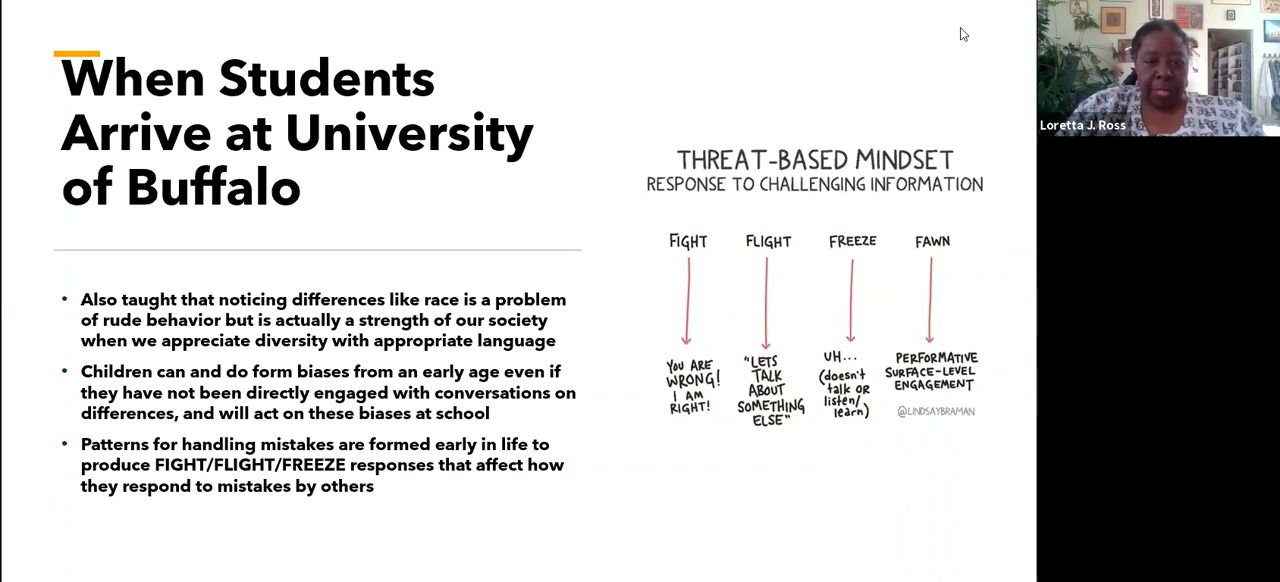 When Students
Arrive at University
of Buffalo
• Also taught that noticing differences like race is a problem
of rude behavior but is actually a strength of our society
when we appreciate diversity with appropriate language
• Children can and do form biases from an early age even if
they have not been directly engaged with conversations on
differences, and will act on these biases at school
• Patterns for handling mistakes are formed early in life to
produce FIGHT/FLIGHT/FREEZE responses that affect how
they respond to mistakes by others
THREAT-BASED MINDSET
RESPONSE TO CHALLENGING INFORMATION
FIGHT
YOU ARE
WRONG!
I AM
RIGHT!
FLIGHT
"LETS
TALK
ABOUT
SOMETHING
ELSE"
FREEZE
UH...
(doesn't
talk OR
listen/
learn)
FAWN
PERFORMATIVE
SURFACE-LEVEL
ENGAGEMENT
@LINDSAYBRAMAN
Loretta J. Ross